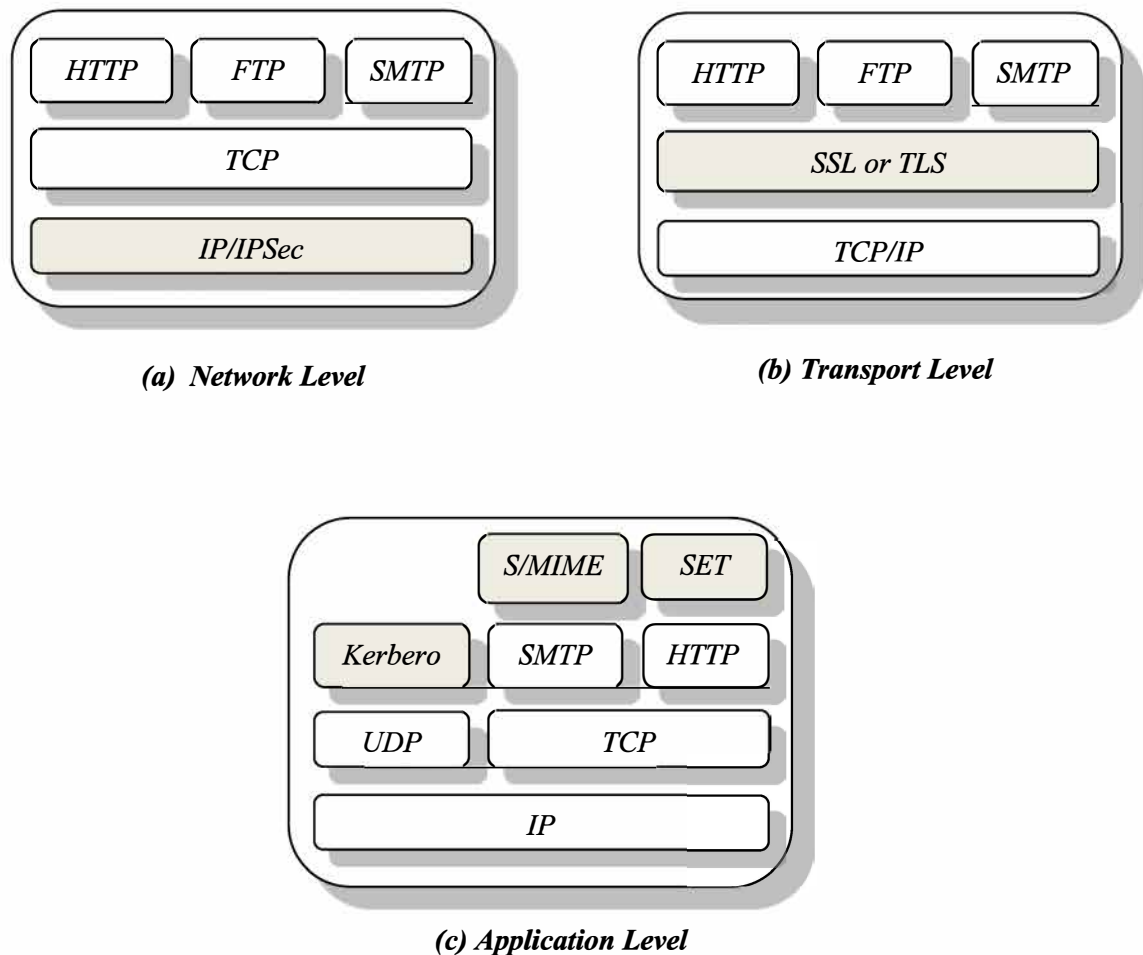 HTTP FTP SMTP
TCP
IP/IPSec
(a) Network Level
HTTP FTP SMTP
SSL or TLS
TCP/IP
(b) Transport Level
S/MIME SET
Kerbero SMTP HTTP
UDP TCP
IP
(c) Application Level